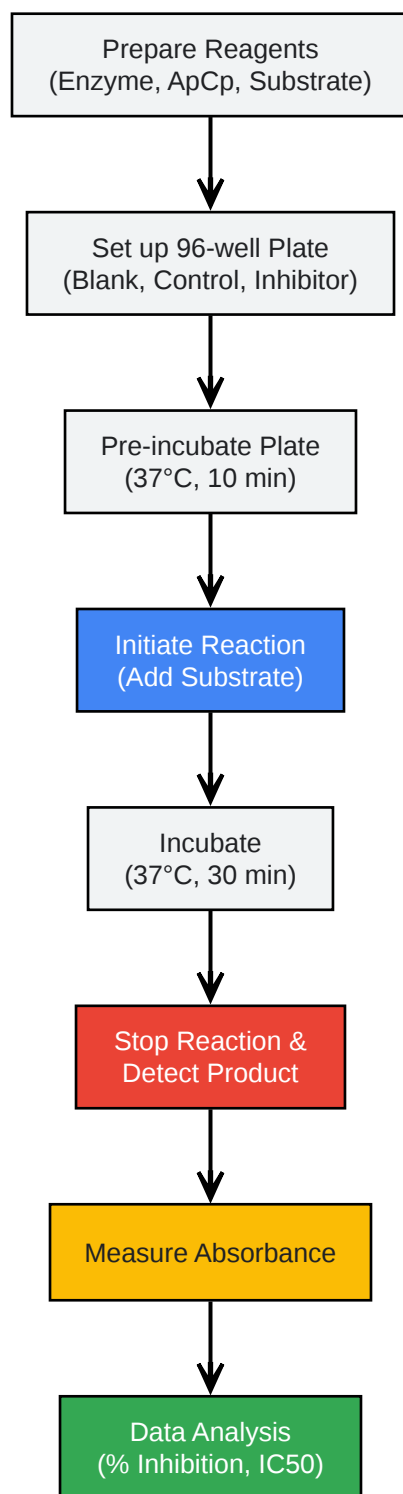 Prepare Reagents
(Enzyme, ApCp, Substrate)
Set up 96-well Plate
(Blank, Control, Inhibitor)
Pre-incubate Plate
(37°C, 10 min)
Initiate Reaction
(Add Substrate)
Incubate
(37°C, 30 min)
Stop Reaction &
Detect Product
Measure Absorbance
Data Analysis
(% Inhibition, IC50)